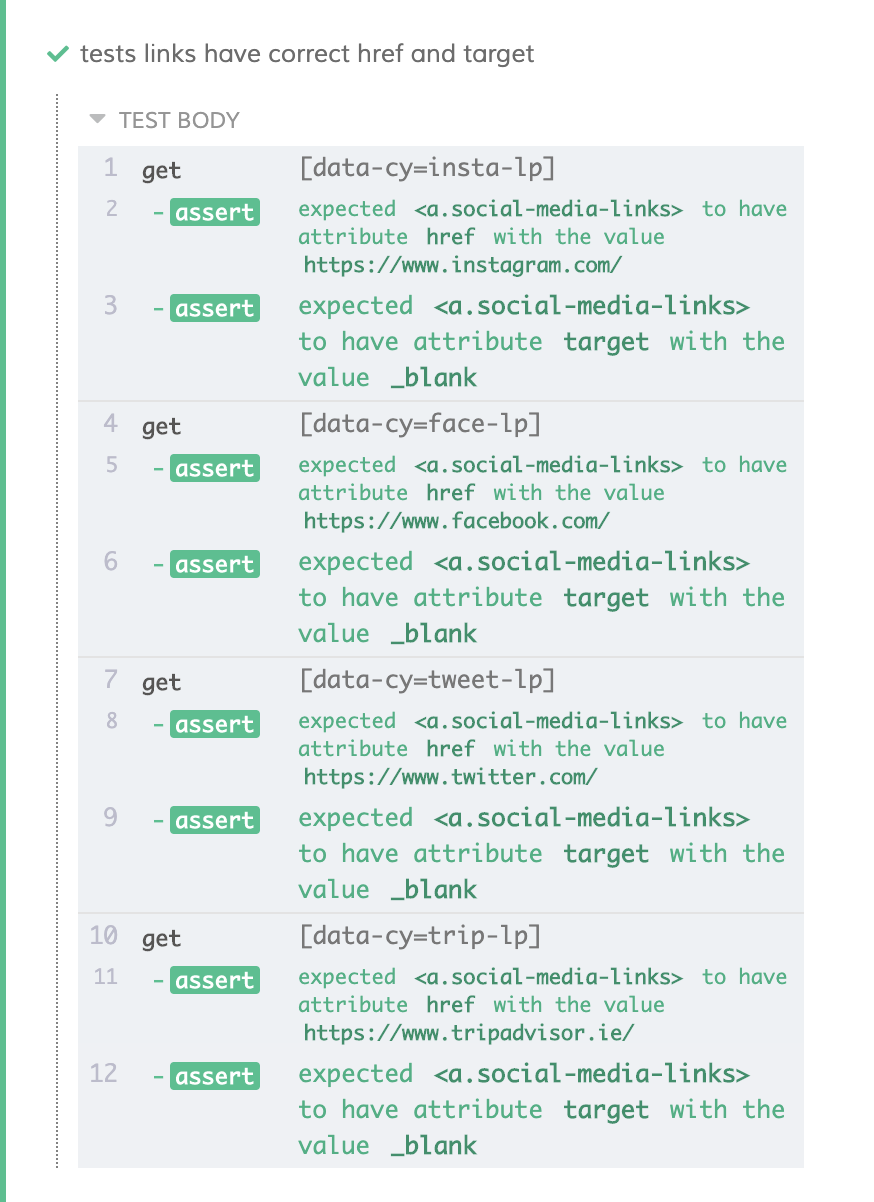 tests links have correct href and target
TEST BODY
1 get [data-cy=insta-lp]
2 -assert expected <a.social-media-links> to have
attribute href with the value
https://www.instagram.com/
3 -assert expected <a.social-media-links>
to have attribute target with the
value _blank
4 get [data-cy=face-lp]
5 -assert expected <a.social-media-links> to have
attribute href with the value
https://www.facebook.com/
6 -assert expected <a.social-media-links>
to have attribute target with the
value _blank
7 get [data-cy=tweet-lp]
8 -assert expected <a.social-media-links> to have
attribute href with the value
https://www.twitter.com/
9 -assert expected <a.social-media-links>
to have attribute target with the
value _blank
10 get [data-cy=trip-lp]
11 -assert expected <a.social-media-links> to have
attribute href with the value
https://www.tripadvisor.ie/
12 -assert expected <a.social-media-links>
to have attribute target with the
value _blank